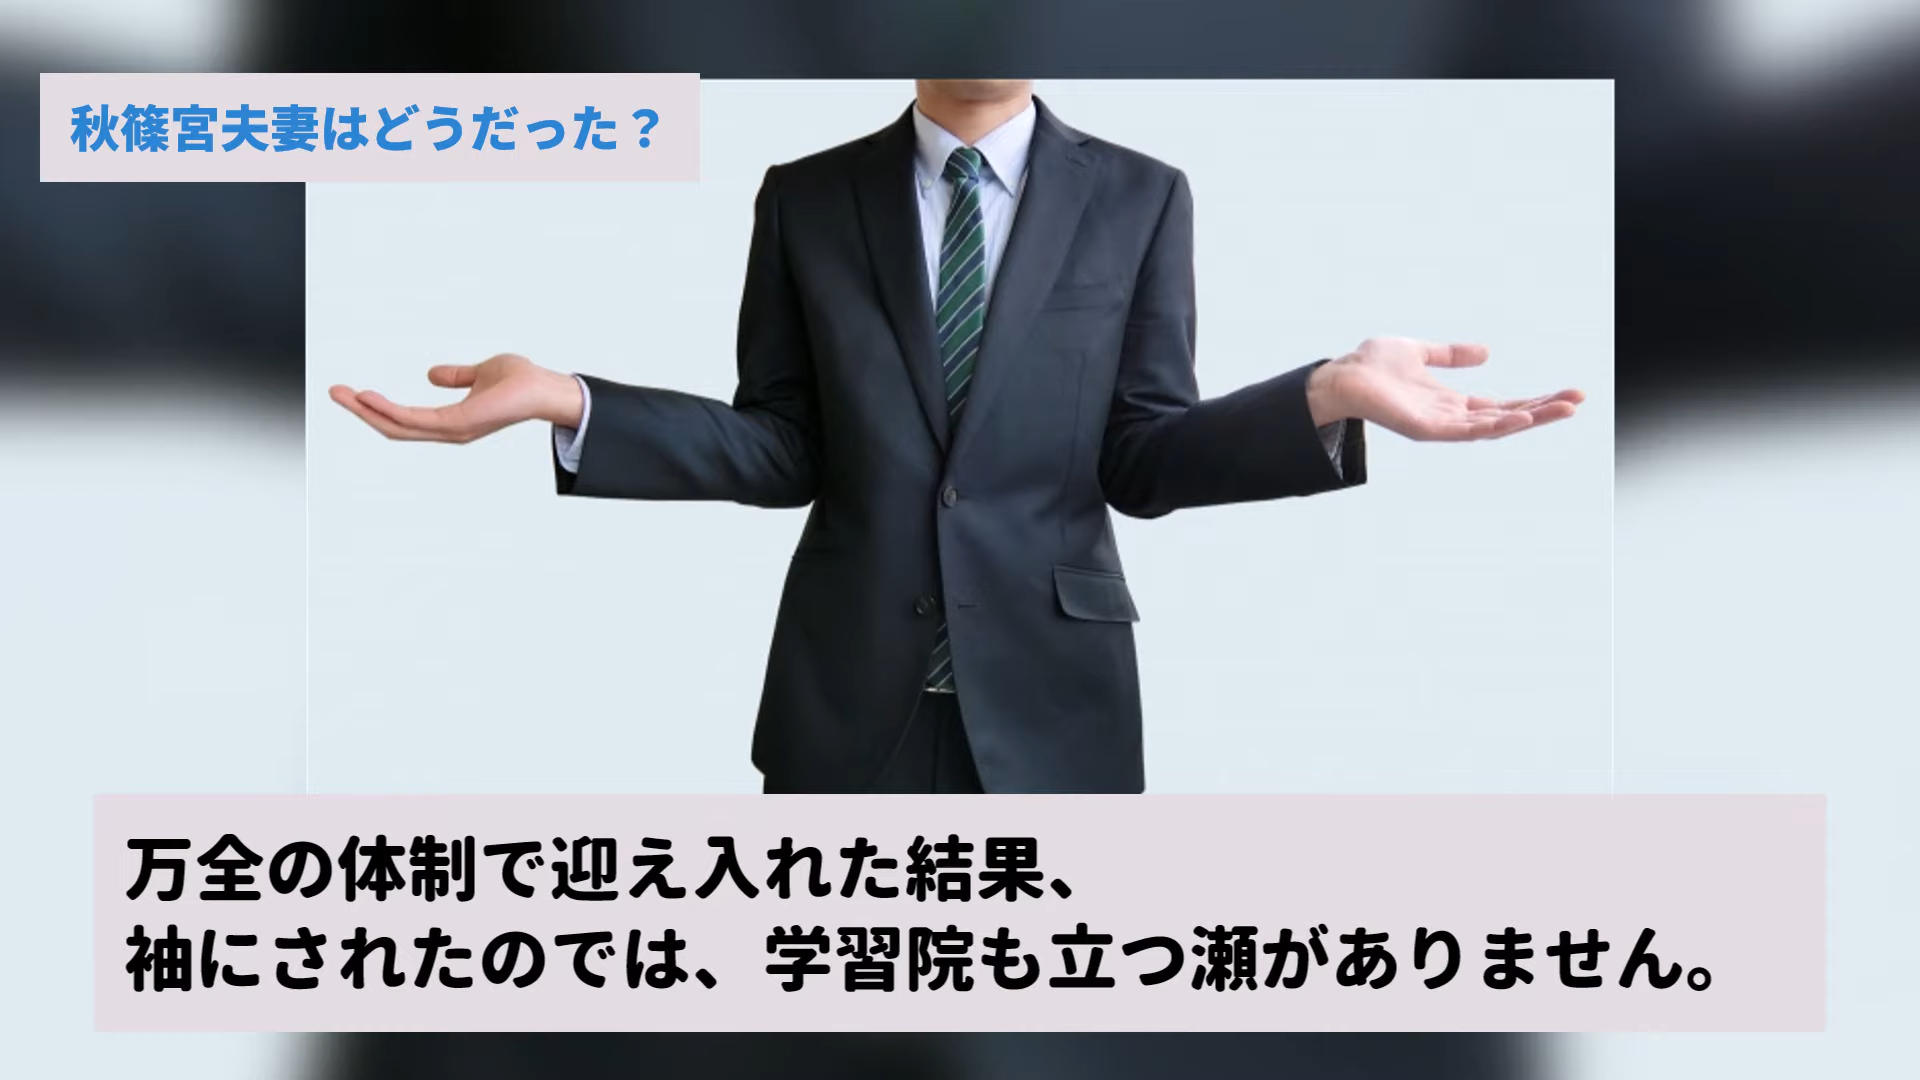 秋篠宮夫妻はどうだった？
万全の体制で迎え入れた結果、
袖にされたのでは、学習院も立つ瀬がありません。